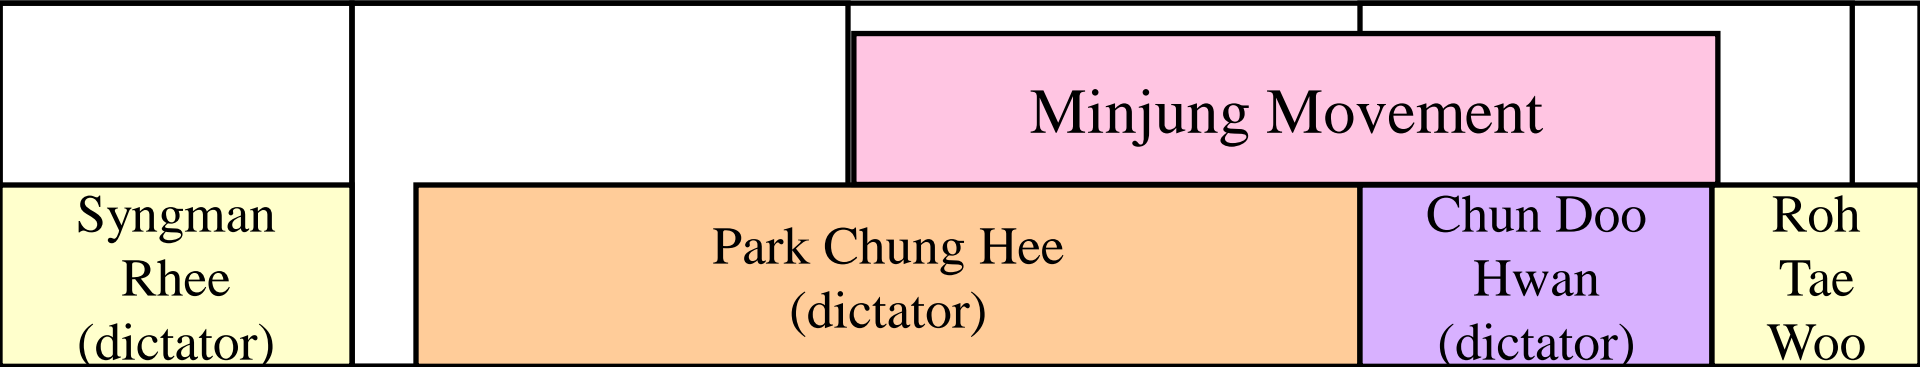 Minjung Movement
Syngman
Rhee
(dictator)
Park Chung Hee
(dictator)
Chun Doo
Hwan
(dictator)
Roh
Tae
Woo